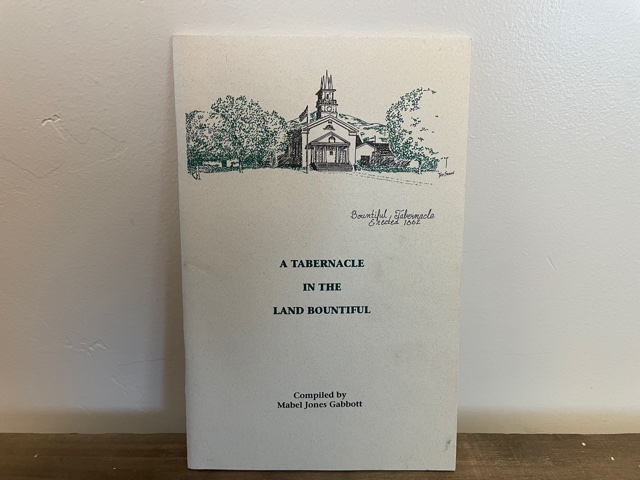 Bountiful, Tabernacle
Erected 1862
A TABERNACLE
IN THE
LAND BOUNTIFUL
Compiled by
Mabel Jones Gabbott